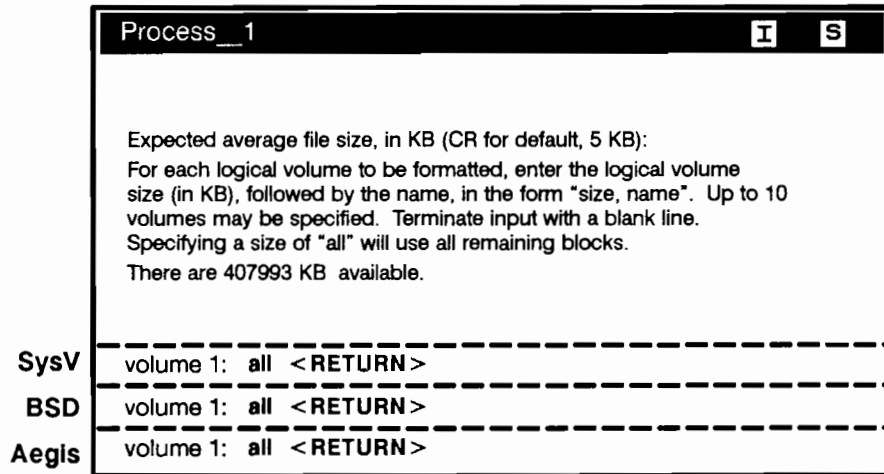 Process__1 I S
Expected average file size, in KB (CR for default, 5 KB):
For each logical volume to be formatted, enter the logical volume
size (in KB), followed by the name, in the form "size, name". Up to 10
volumes may be specified. Terminate input with a blank line.
Specifying a size of "all" will use all remaining blocks.
There are 407993 KB available.
SysV volume 1: all <RETURN>
BSD volume 1: all <RETURN>
Aegis volume 1: all <RETURN>